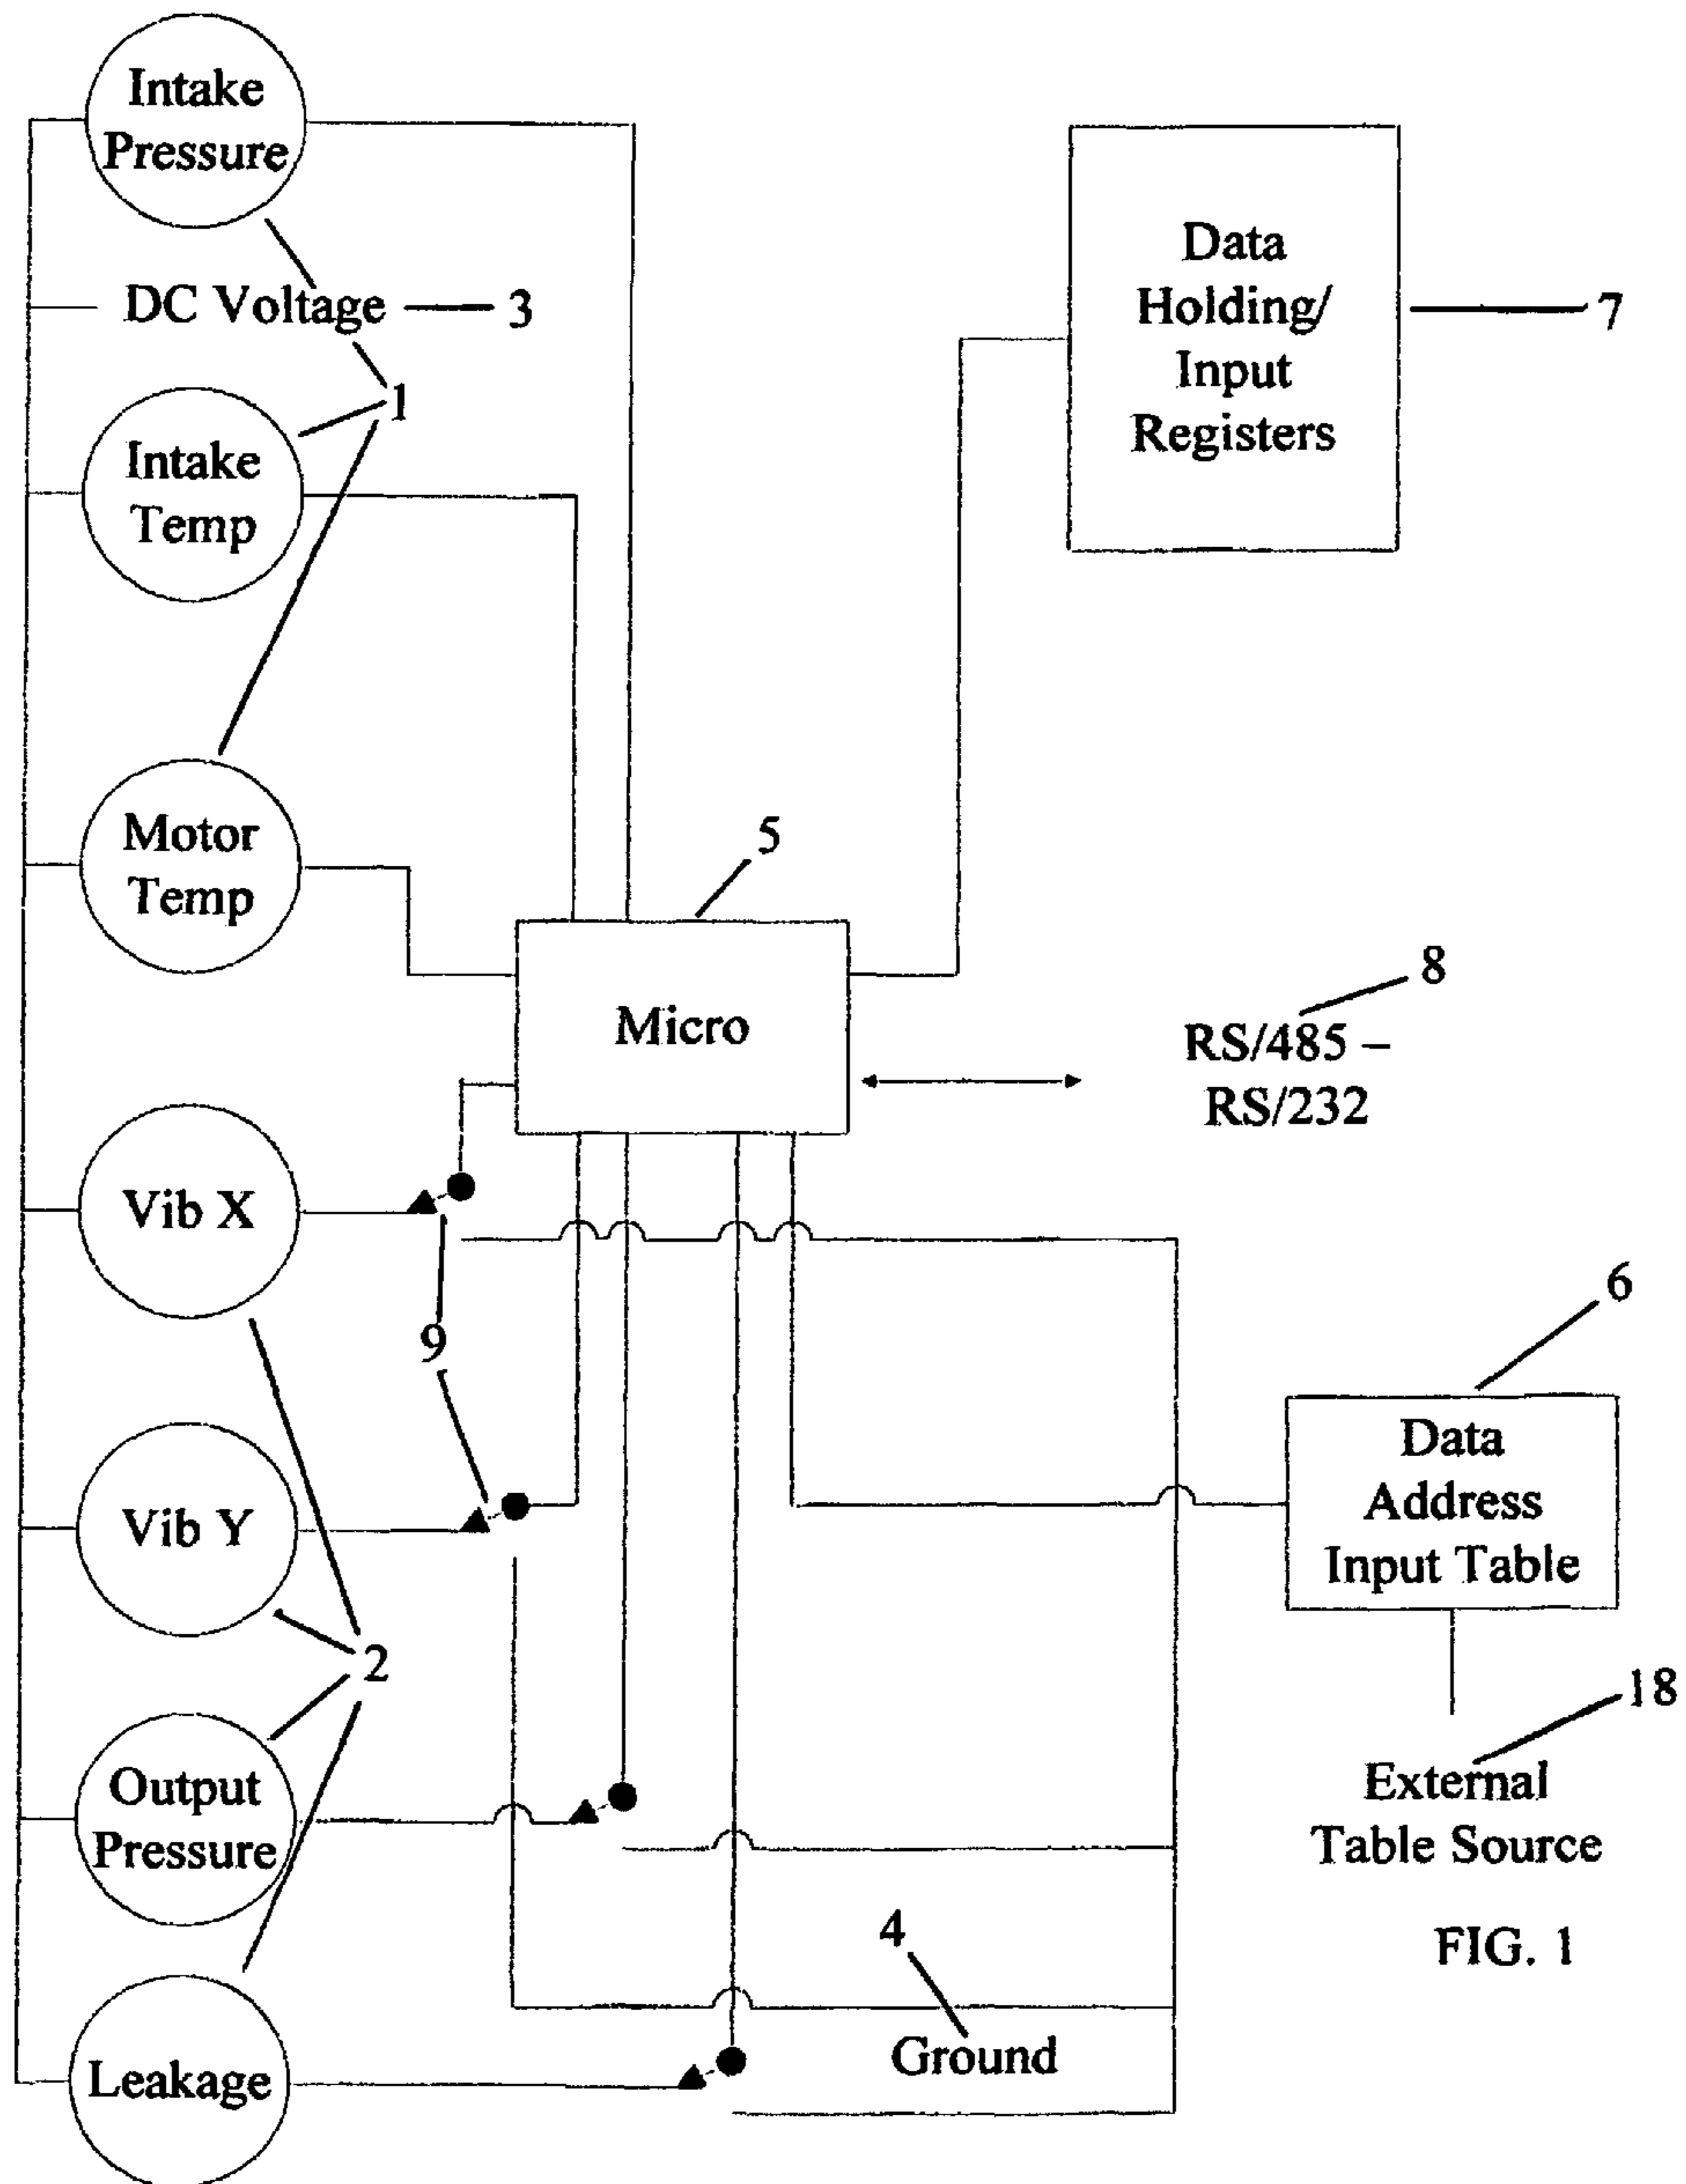 Intake
Pressure
DC Voltage
3
1
Intake
Temp
Motor
Temp
Data
Holding/
Input
Registers
7
5
Micro
8
RS/485 –
RS/232
Vib X
9
Vib Y
2
6
Data
Address
Input Table
18
External
Table Source
Output
Pressure
4
Ground
FIG. 1
Leakage